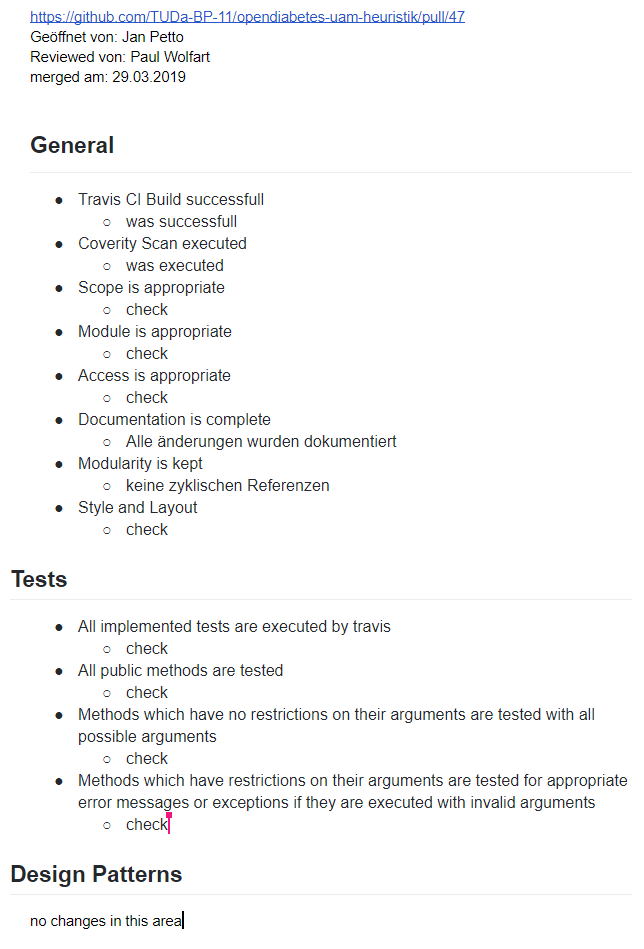 https://github.com/TUDa-BP-11/opendiabetes-uam-heuristik/pull/47
Geöffnet von: Jan Petto
Reviewed von: Paul Wolfart
merged am: 29.03.2019
General
● Travis CI Build successfull
○ was successfull
● Coverity Scan executed
○ was executed
● Scope is appropriate
○ check
● Module is appropriate
○ check
● Access is appropriate
○ check
● Documentation is complete
○ Alle änderungen wurden dokumentiert
● Modularity is kept
○ keine zyklischen Referenzen
● Style and Layout
○ check
Tests
● All implemented tests are executed by travis
○ check
● All public methods are tested
○ check
● Methods which have no restrictions on their arguments are tested with all
possible arguments
○ check
● Methods which have restrictions on their arguments are tested for appropriate
error messages or exceptions if they are executed with invalid arguments
○ check
Design Patterns
no changes in this area